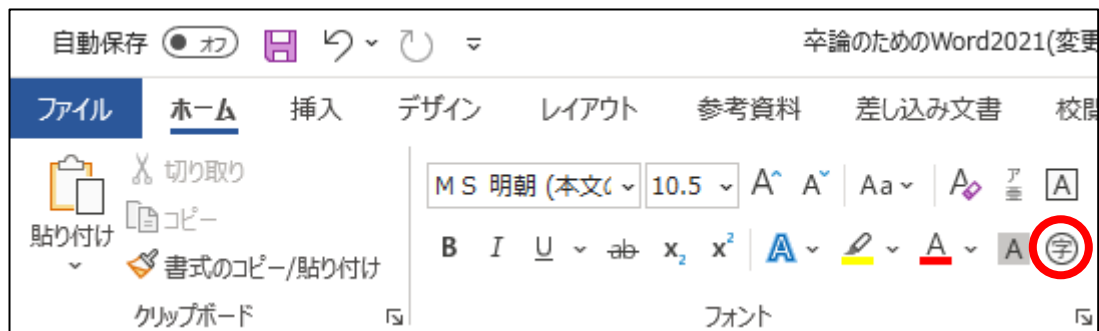 自動保存 オフ 卒論のためのWord2021(変更
ファイル ホーム 挿入 デザイン レイアウト 参考資料 差し込み文書 校閲
切り取り
コピー
貼り付け
書式のコピー/貼り付け
クリップボード
ＭＳ 明朝 (本文の 10.5 A A Aa A ア亜 A
B I U ab x₂ x² A A A 字
フォント